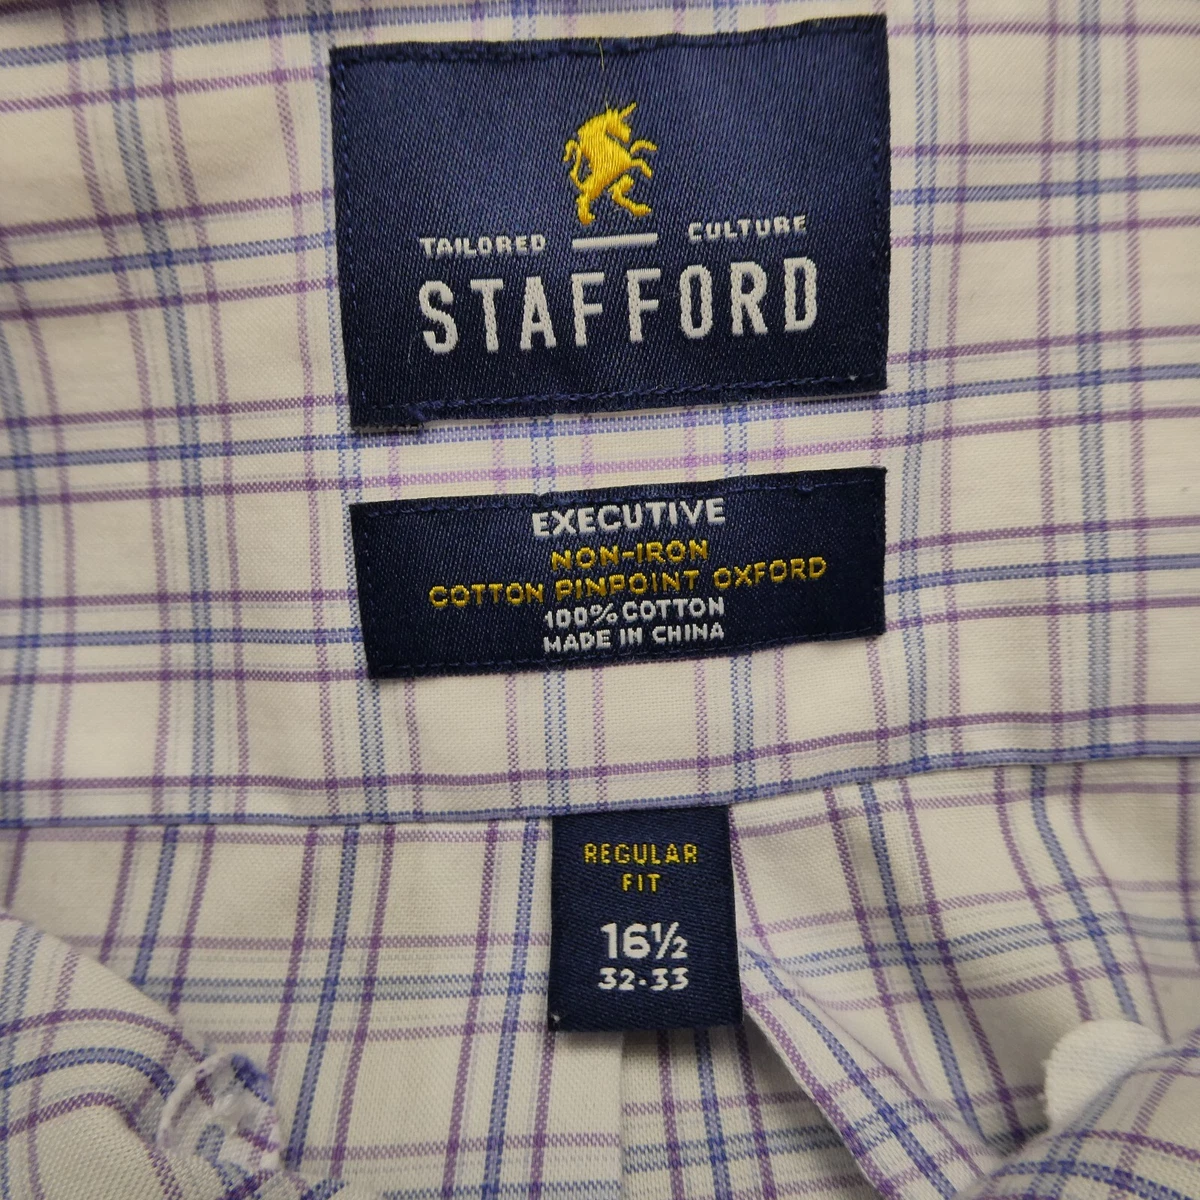 TAILORED CULTURE
STAFFORD
EXECUTIVE
NON-IRON
COTTON PINPOINT OXFORD
100% COTTON
MADE IN CHINA
REGULAR
FIT
16½
32-33